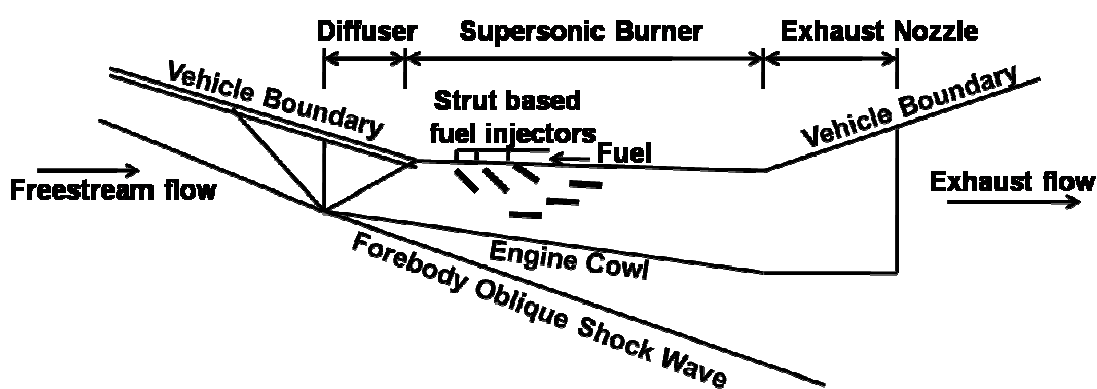 Diffuser
Supersonic Burner
Exhaust Nozzle
Vehicle Boundary
Strut based
fuel injectors
Fuel
Vehicle Boundary
Freestream flow
Exhaust flow
Engine Cowl
Forebody Oblique Shock Wave